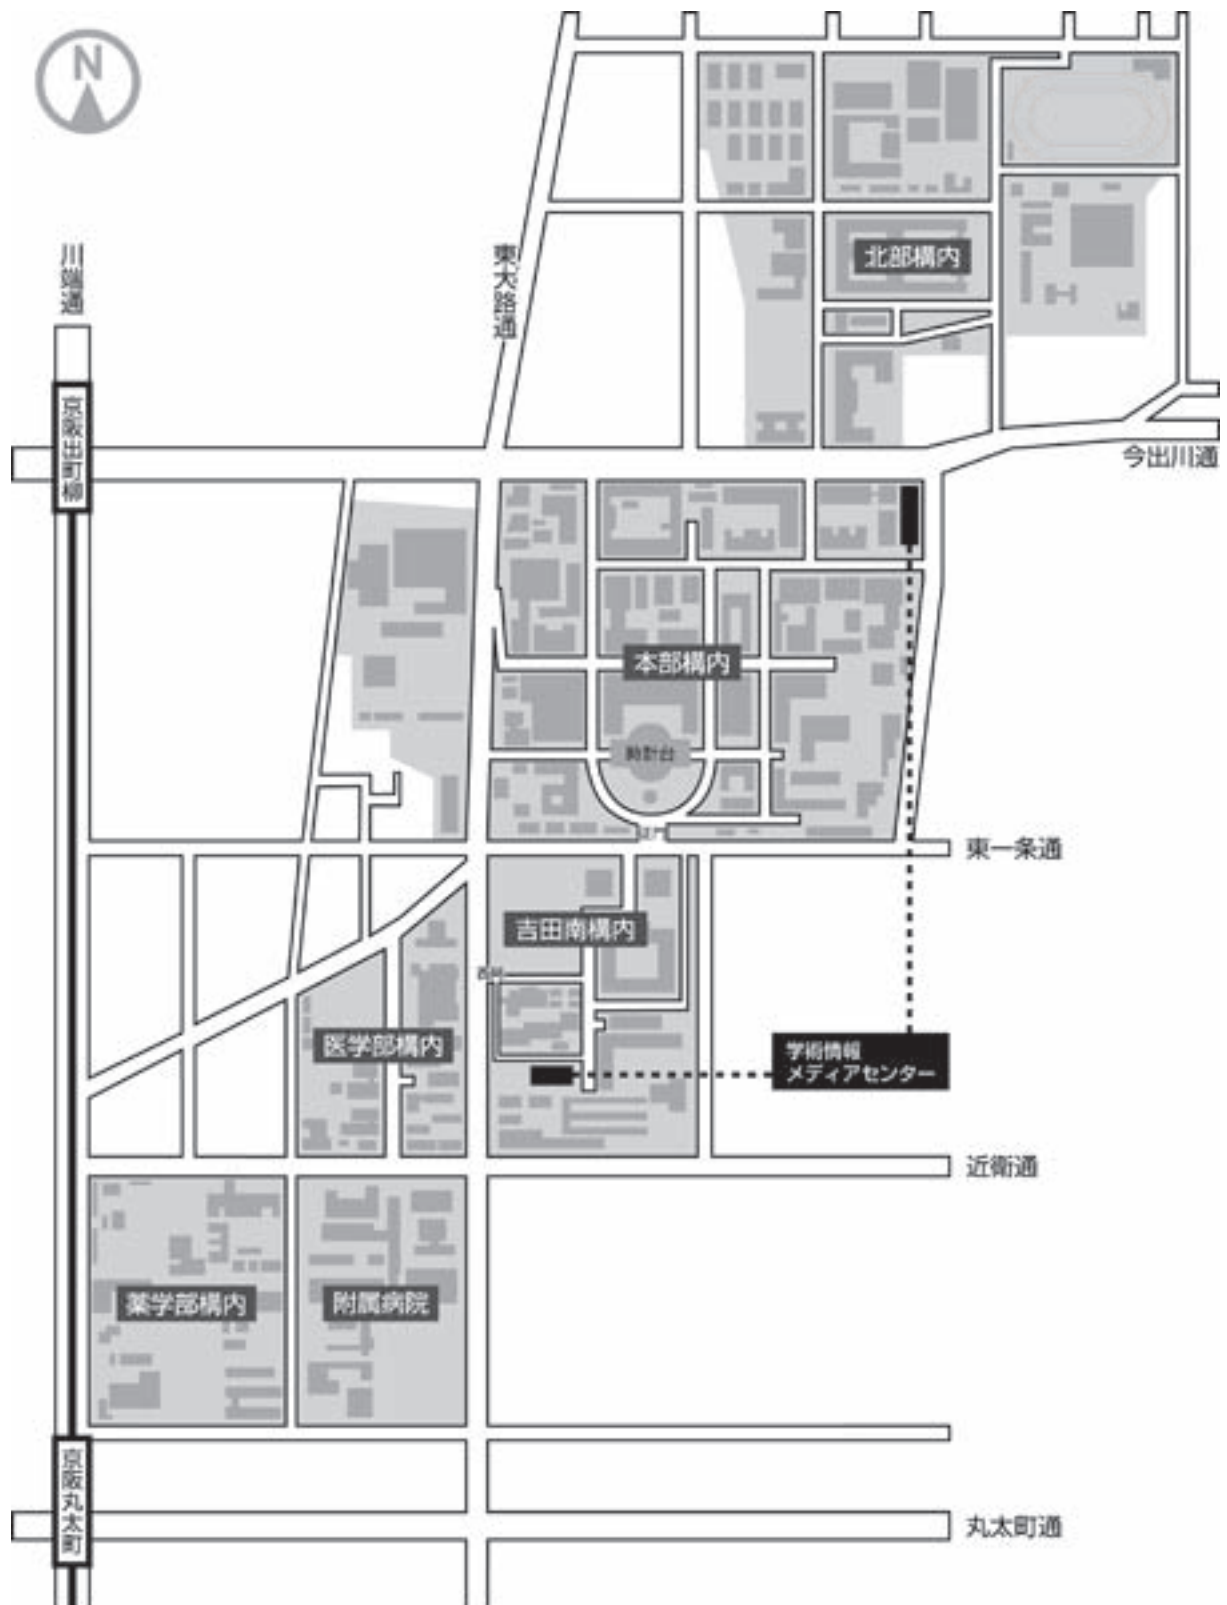 N
川端通
東大路通
北部構内
京阪出町柳
今出川通
本部構内
時計台
正門
東一条通
吉田南構内
西門
医学部構内
学術情報
メディアセンター
近衛通
薬学部構内
附属病院
京阪丸太町
丸太町通